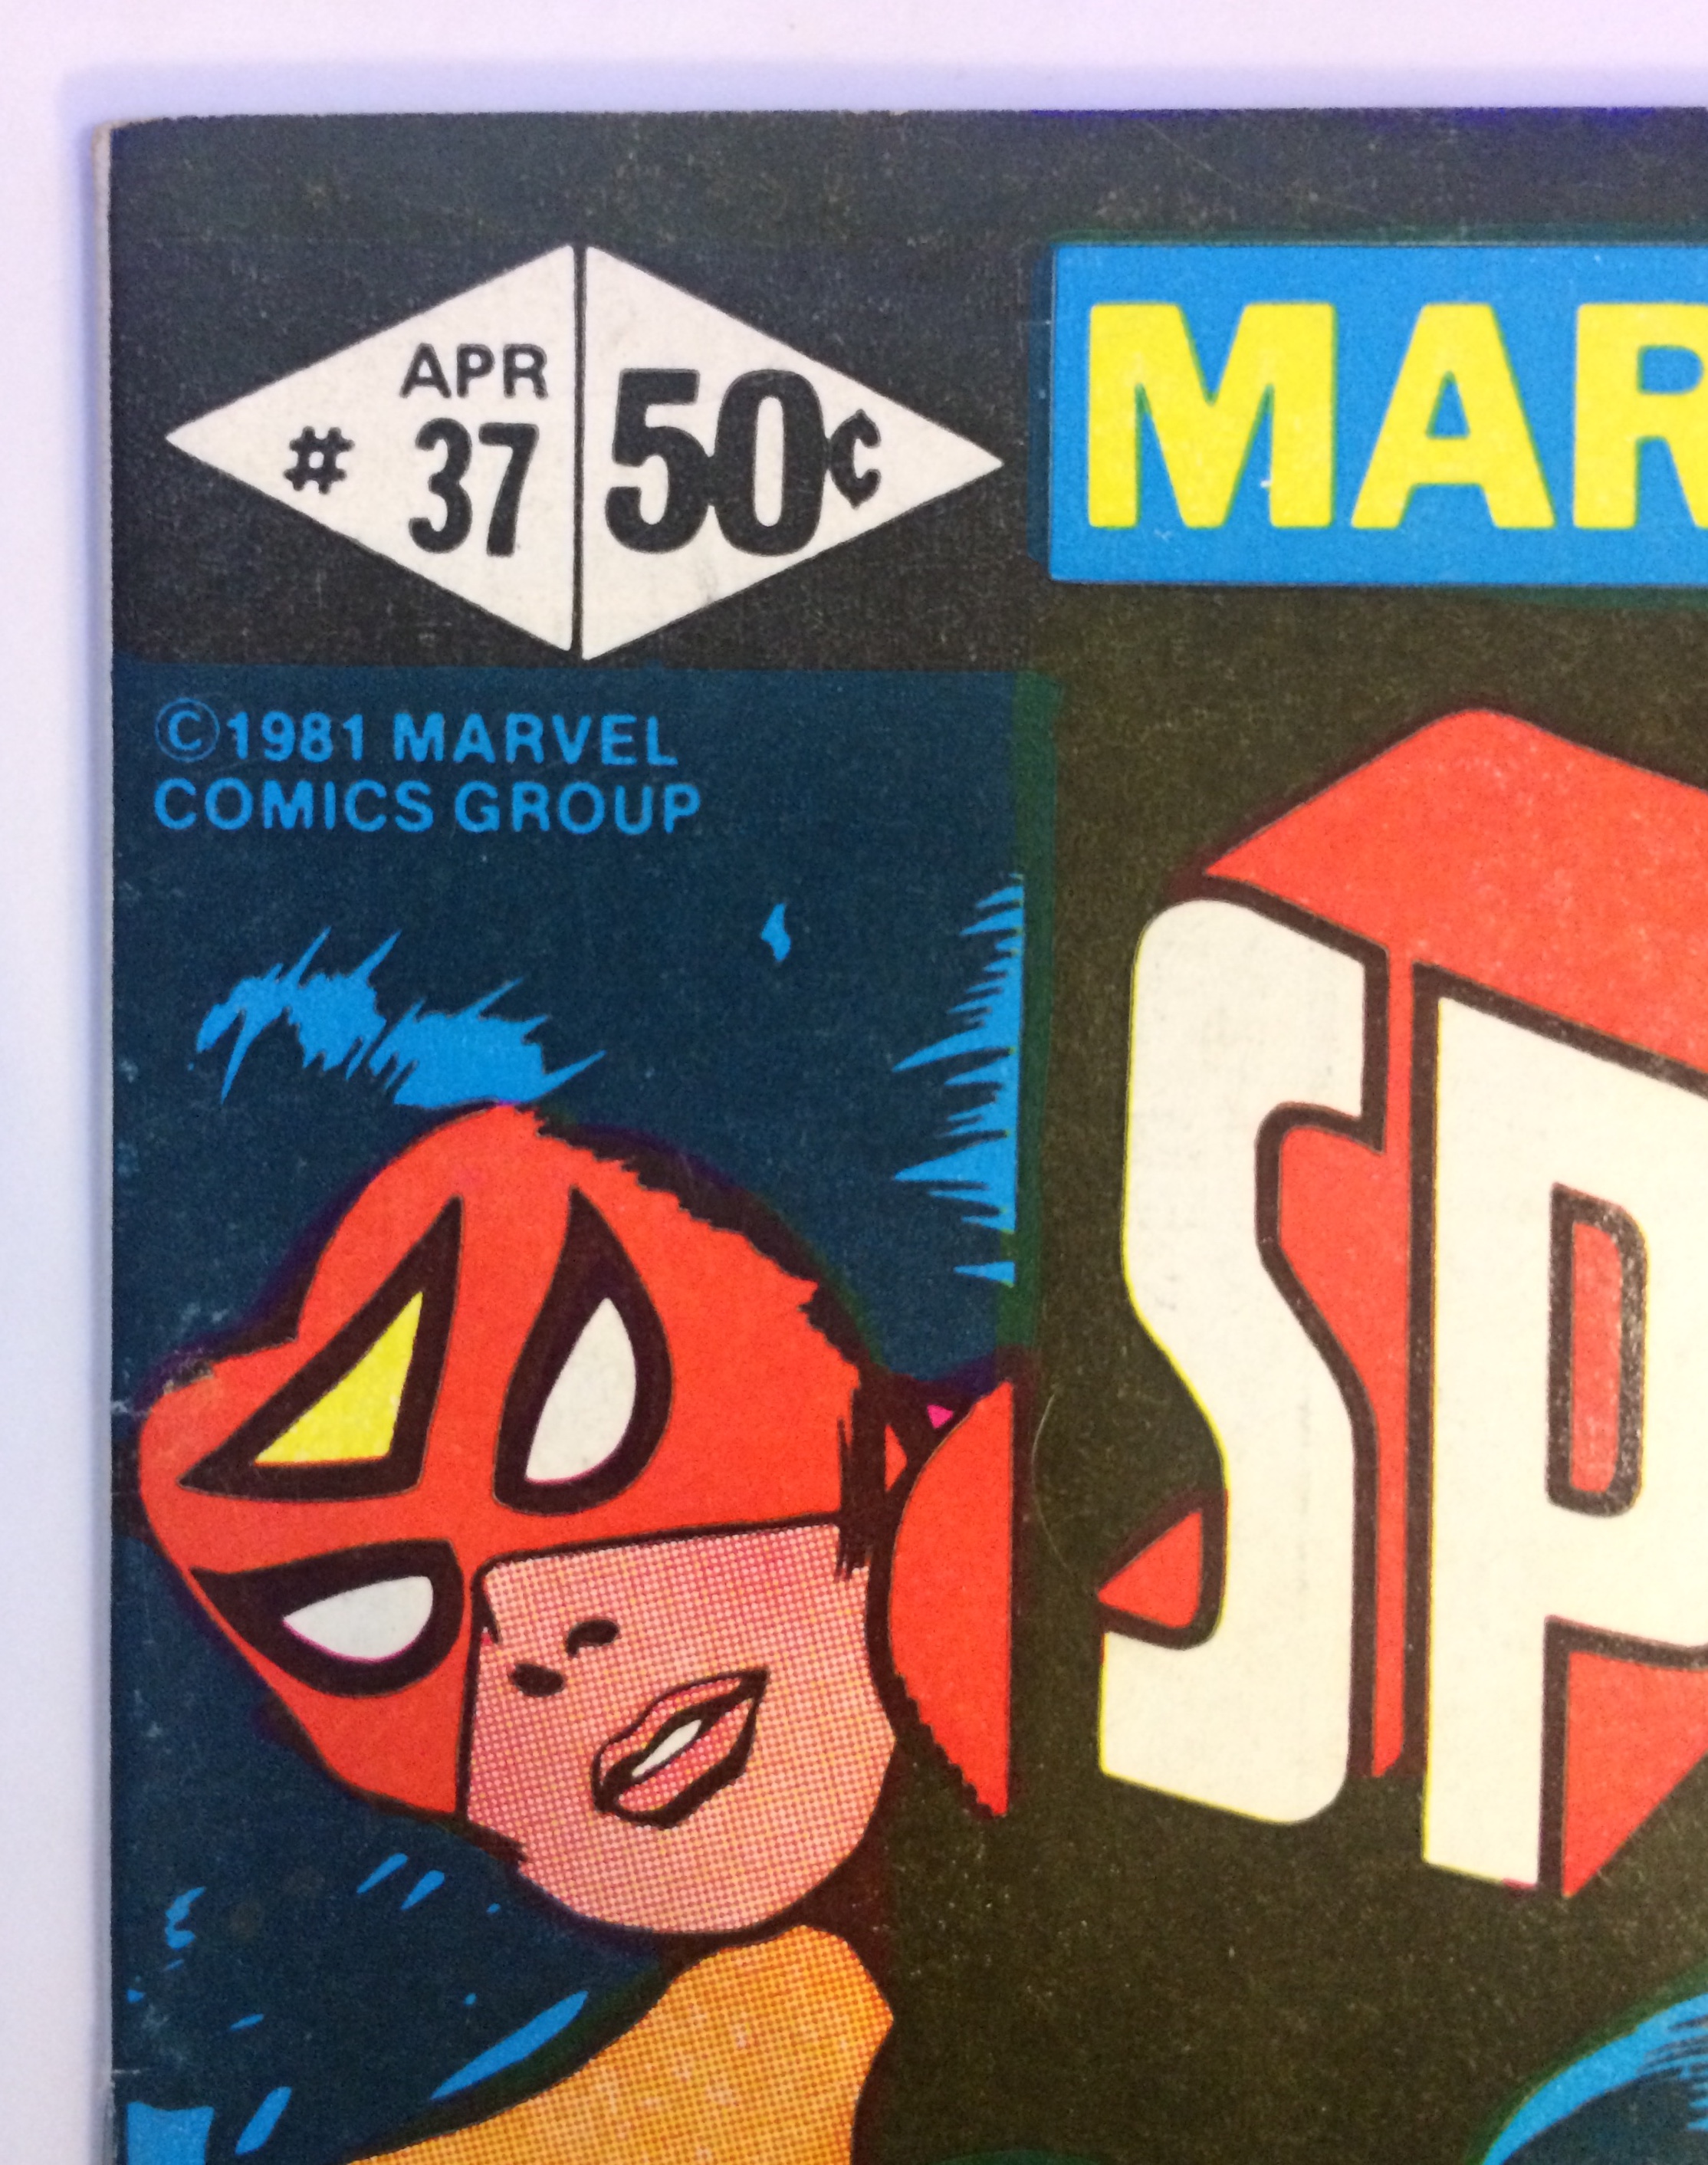 APR
# 37 50¢
MAR
©1981 MARVEL
COMICS GROUP
SP